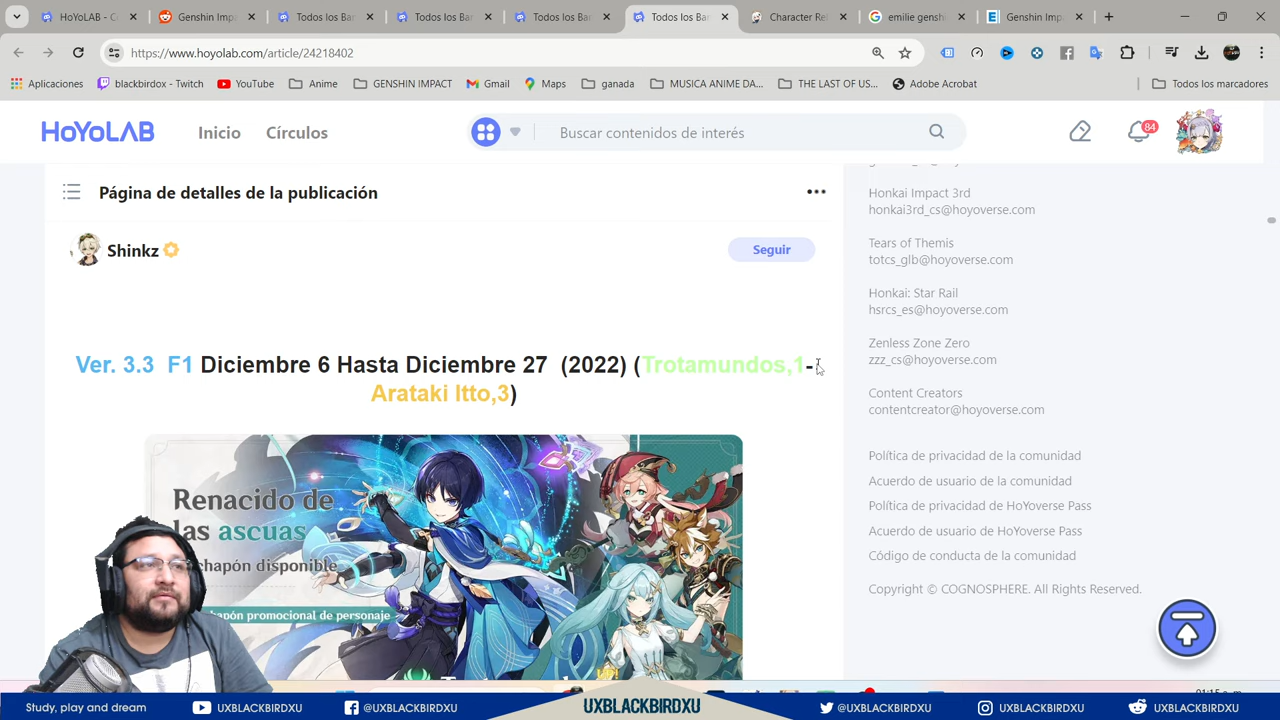 HoYoLAB - C
Genshin Imp
Todos los Bar
Todos los Bar
Todos los Bar
Todos los Bar
Character Re
emilie gensh
Genshin Imp
https://www.hoyolab.com/article/24218402
Aplicaciones
blackbirdox - Twitch
YouTube
Anime
GENSHIN IMPACT
Gmail
Maps
ganada
MUSICA ANIME DA...
THE LAST OF US...
Adobe Acrobat
Todos los marcadores
HoYoLAB
Inicio
Círculos
Buscar contenidos de interés
84
Página de detalles de la publicación
Shinkz
Seguir
Ver. 3.3 F1 Diciembre 6 Hasta Diciembre 27 (2022) (Trotamundos,1-
Arataki Itto,3)
Renacido de
las ascuas
chapón disponible
hapón promocional de personaje
Honkai Impact 3rd
honkai3rd_cs@hoyoverse.com
Tears of Themis
totcs_glb@hoyoverse.com
Honkai: Star Rail
hsrcs_es@hoyoverse.com
Zenless Zone Zero
zzz_cs@hoyoverse.com
Content Creators
contentcreator@hoyoverse.com
Política de privacidad de la comunidad
Acuerdo de usuario de la comunidad
Política de privacidad de HoYoverse Pass
Acuerdo de usuario de HoYoverse Pass
Código de conducta de la comunidad
Copyright © COGNOSPHERE. All Rights Reserved.
Study, play and dream
UXBLACKBIRDXU
@UXBLACKBIRDXU
UXBLACKBIRDXU
@UXBLACKBIRDXU
UXBLACKBIRDXU
UXBLACKBIRDXU